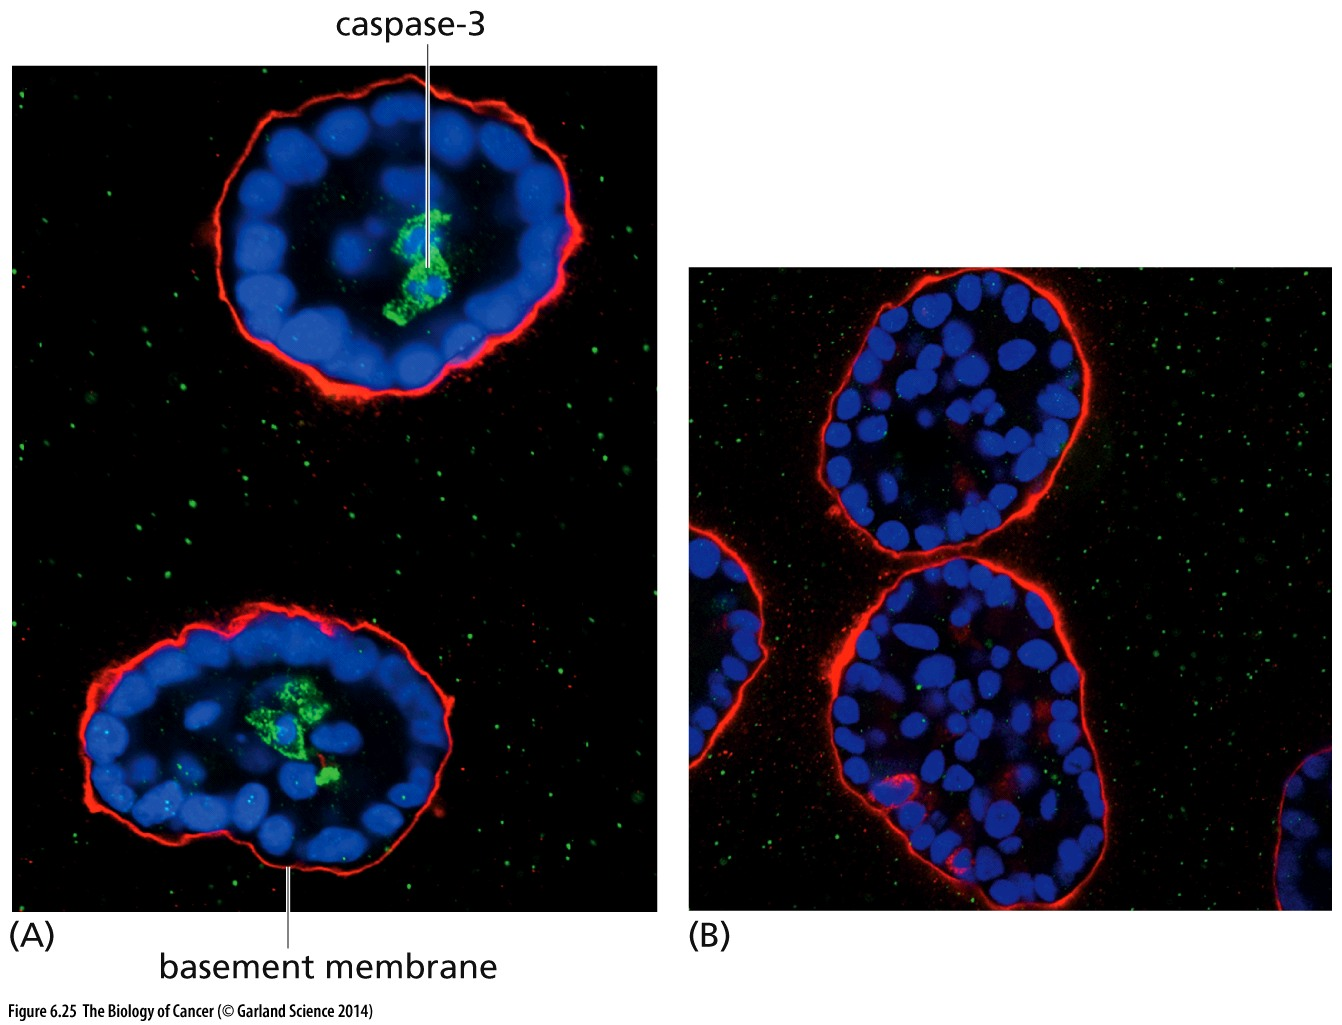 caspase-3
(A)
(B)
basement membrane
Figure 6.25 The Biology of Cancer (© Garland Science 2014)